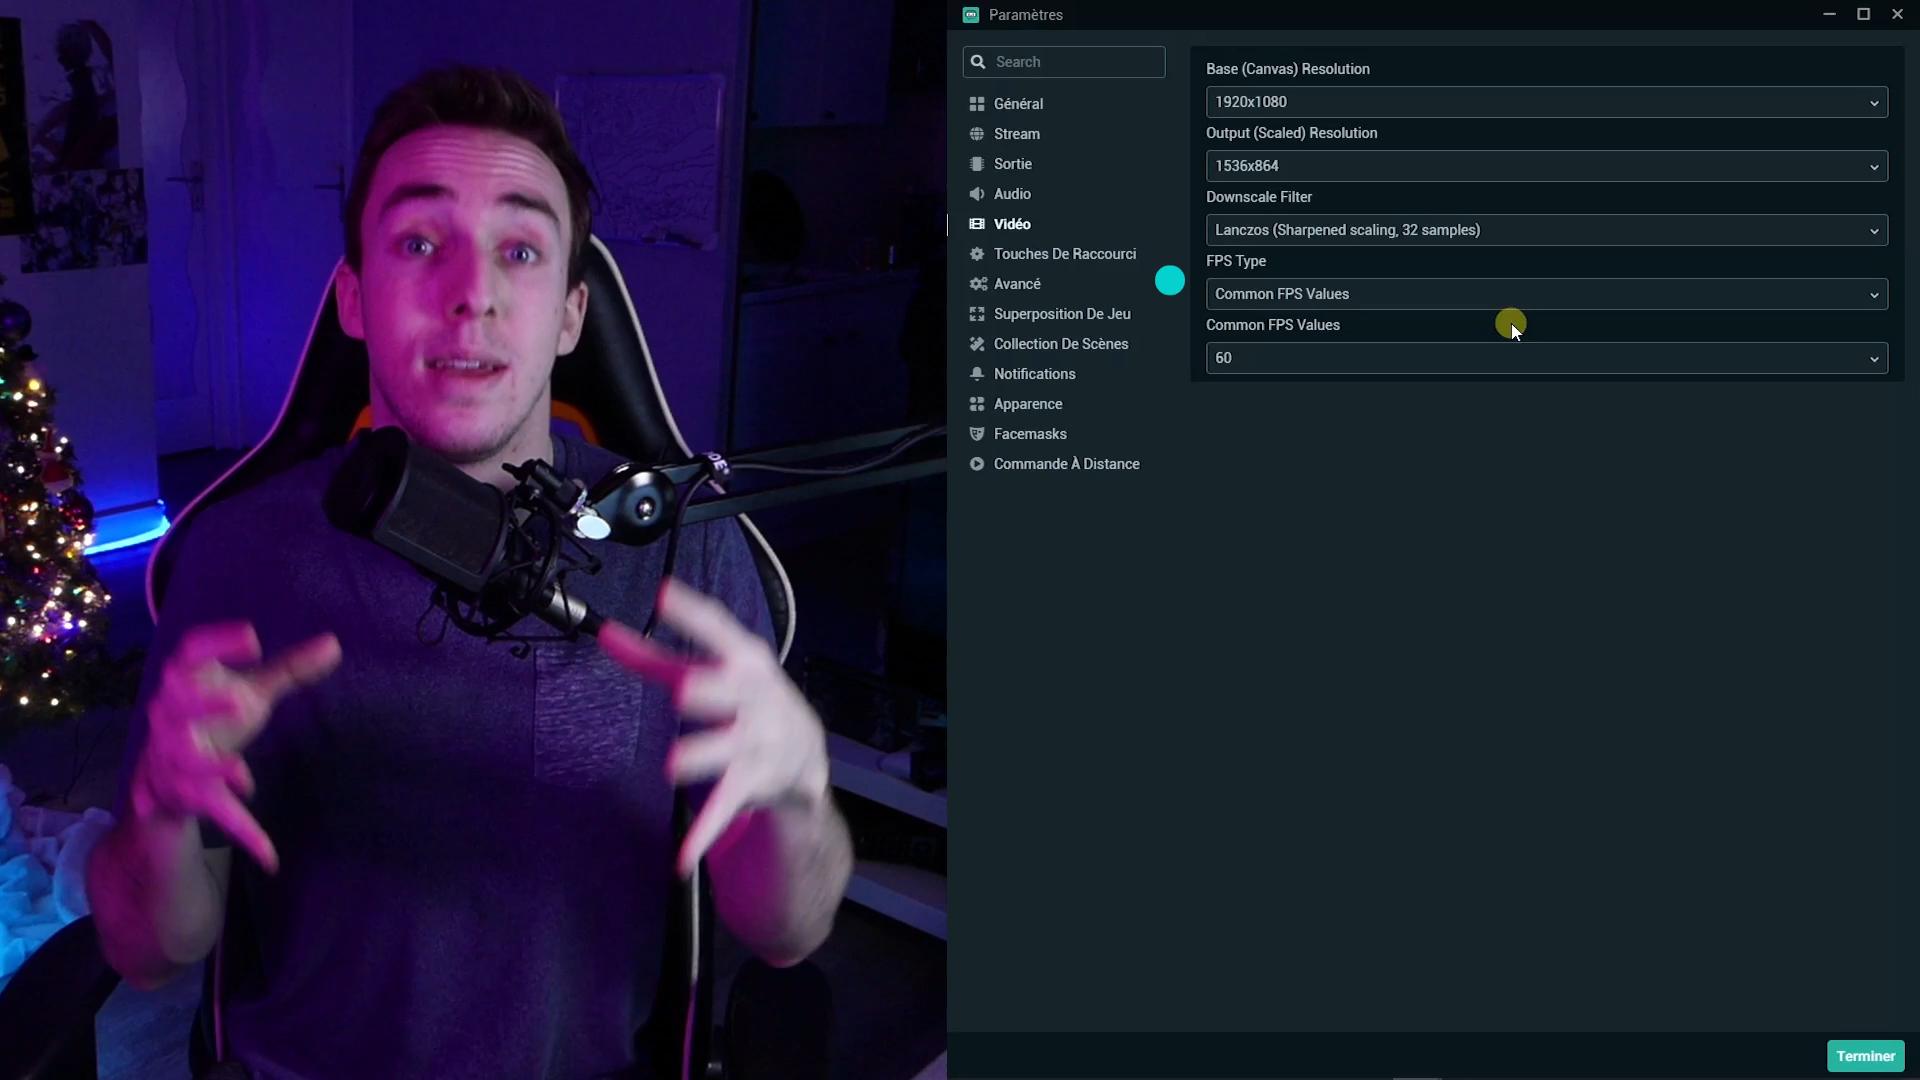 Paramètres
Search
Général
Stream
Sortie
Audio
Vidéo
Touches De Raccourci
Avancé
Superposition De Jeu
Collection De Scènes
Notifications
Apparence
Facemasks
Commande À Distance
Base (Canvas) Resolution
1920x1080
Output (Scaled) Resolution
1536x864
Downscale Filter
Lanczos (Sharpened scaling, 32 samples)
FPS Type
Common FPS Values
Common FPS Values
60
Terminer